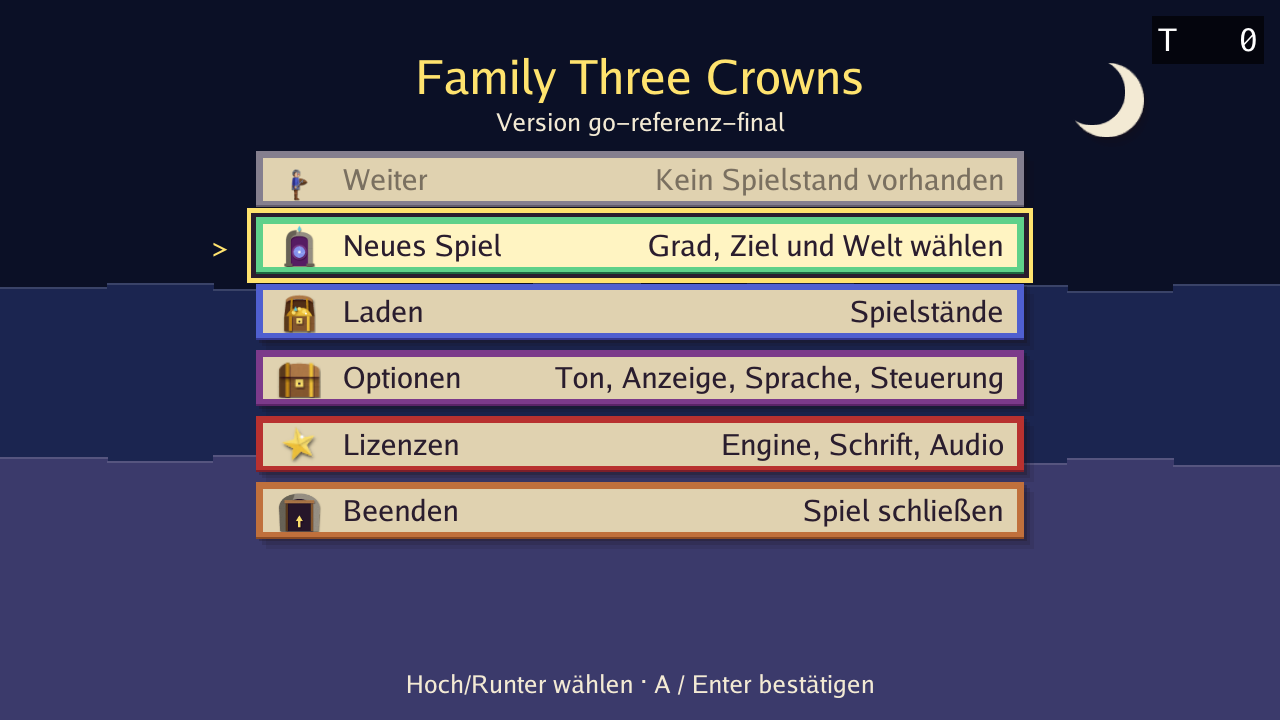 T 0
Family Three Crowns
Version go-referenz-final
Weiter Kein Spielstand vorhanden
> Neues Spiel Grad, Ziel und Welt wählen
Laden Spielstände
Optionen Ton, Anzeige, Sprache, Steuerung
Lizenzen Engine, Schrift, Audio
Beenden Spiel schließen
Hoch/Runter wählen · A / Enter bestätigen